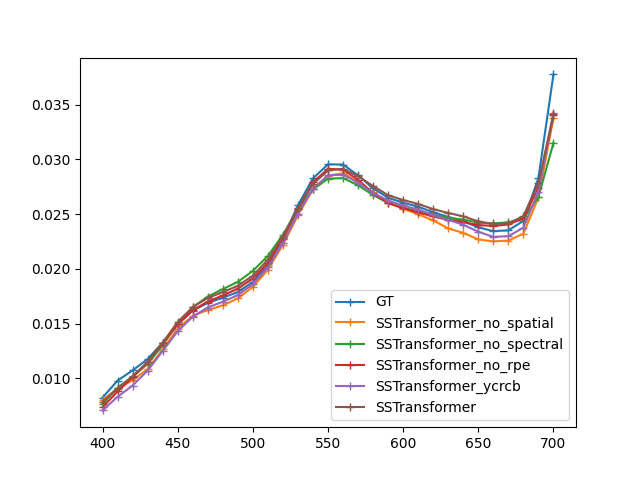 0.035
0.030
0.025
0.020
0.015
0.010
400 450 500 550 600 650 700
GT
SSTransformer_no_spatial
SSTransformer_no_spectral
SSTransformer_no_rpe
SSTransformer_ycrcb
SSTransformer